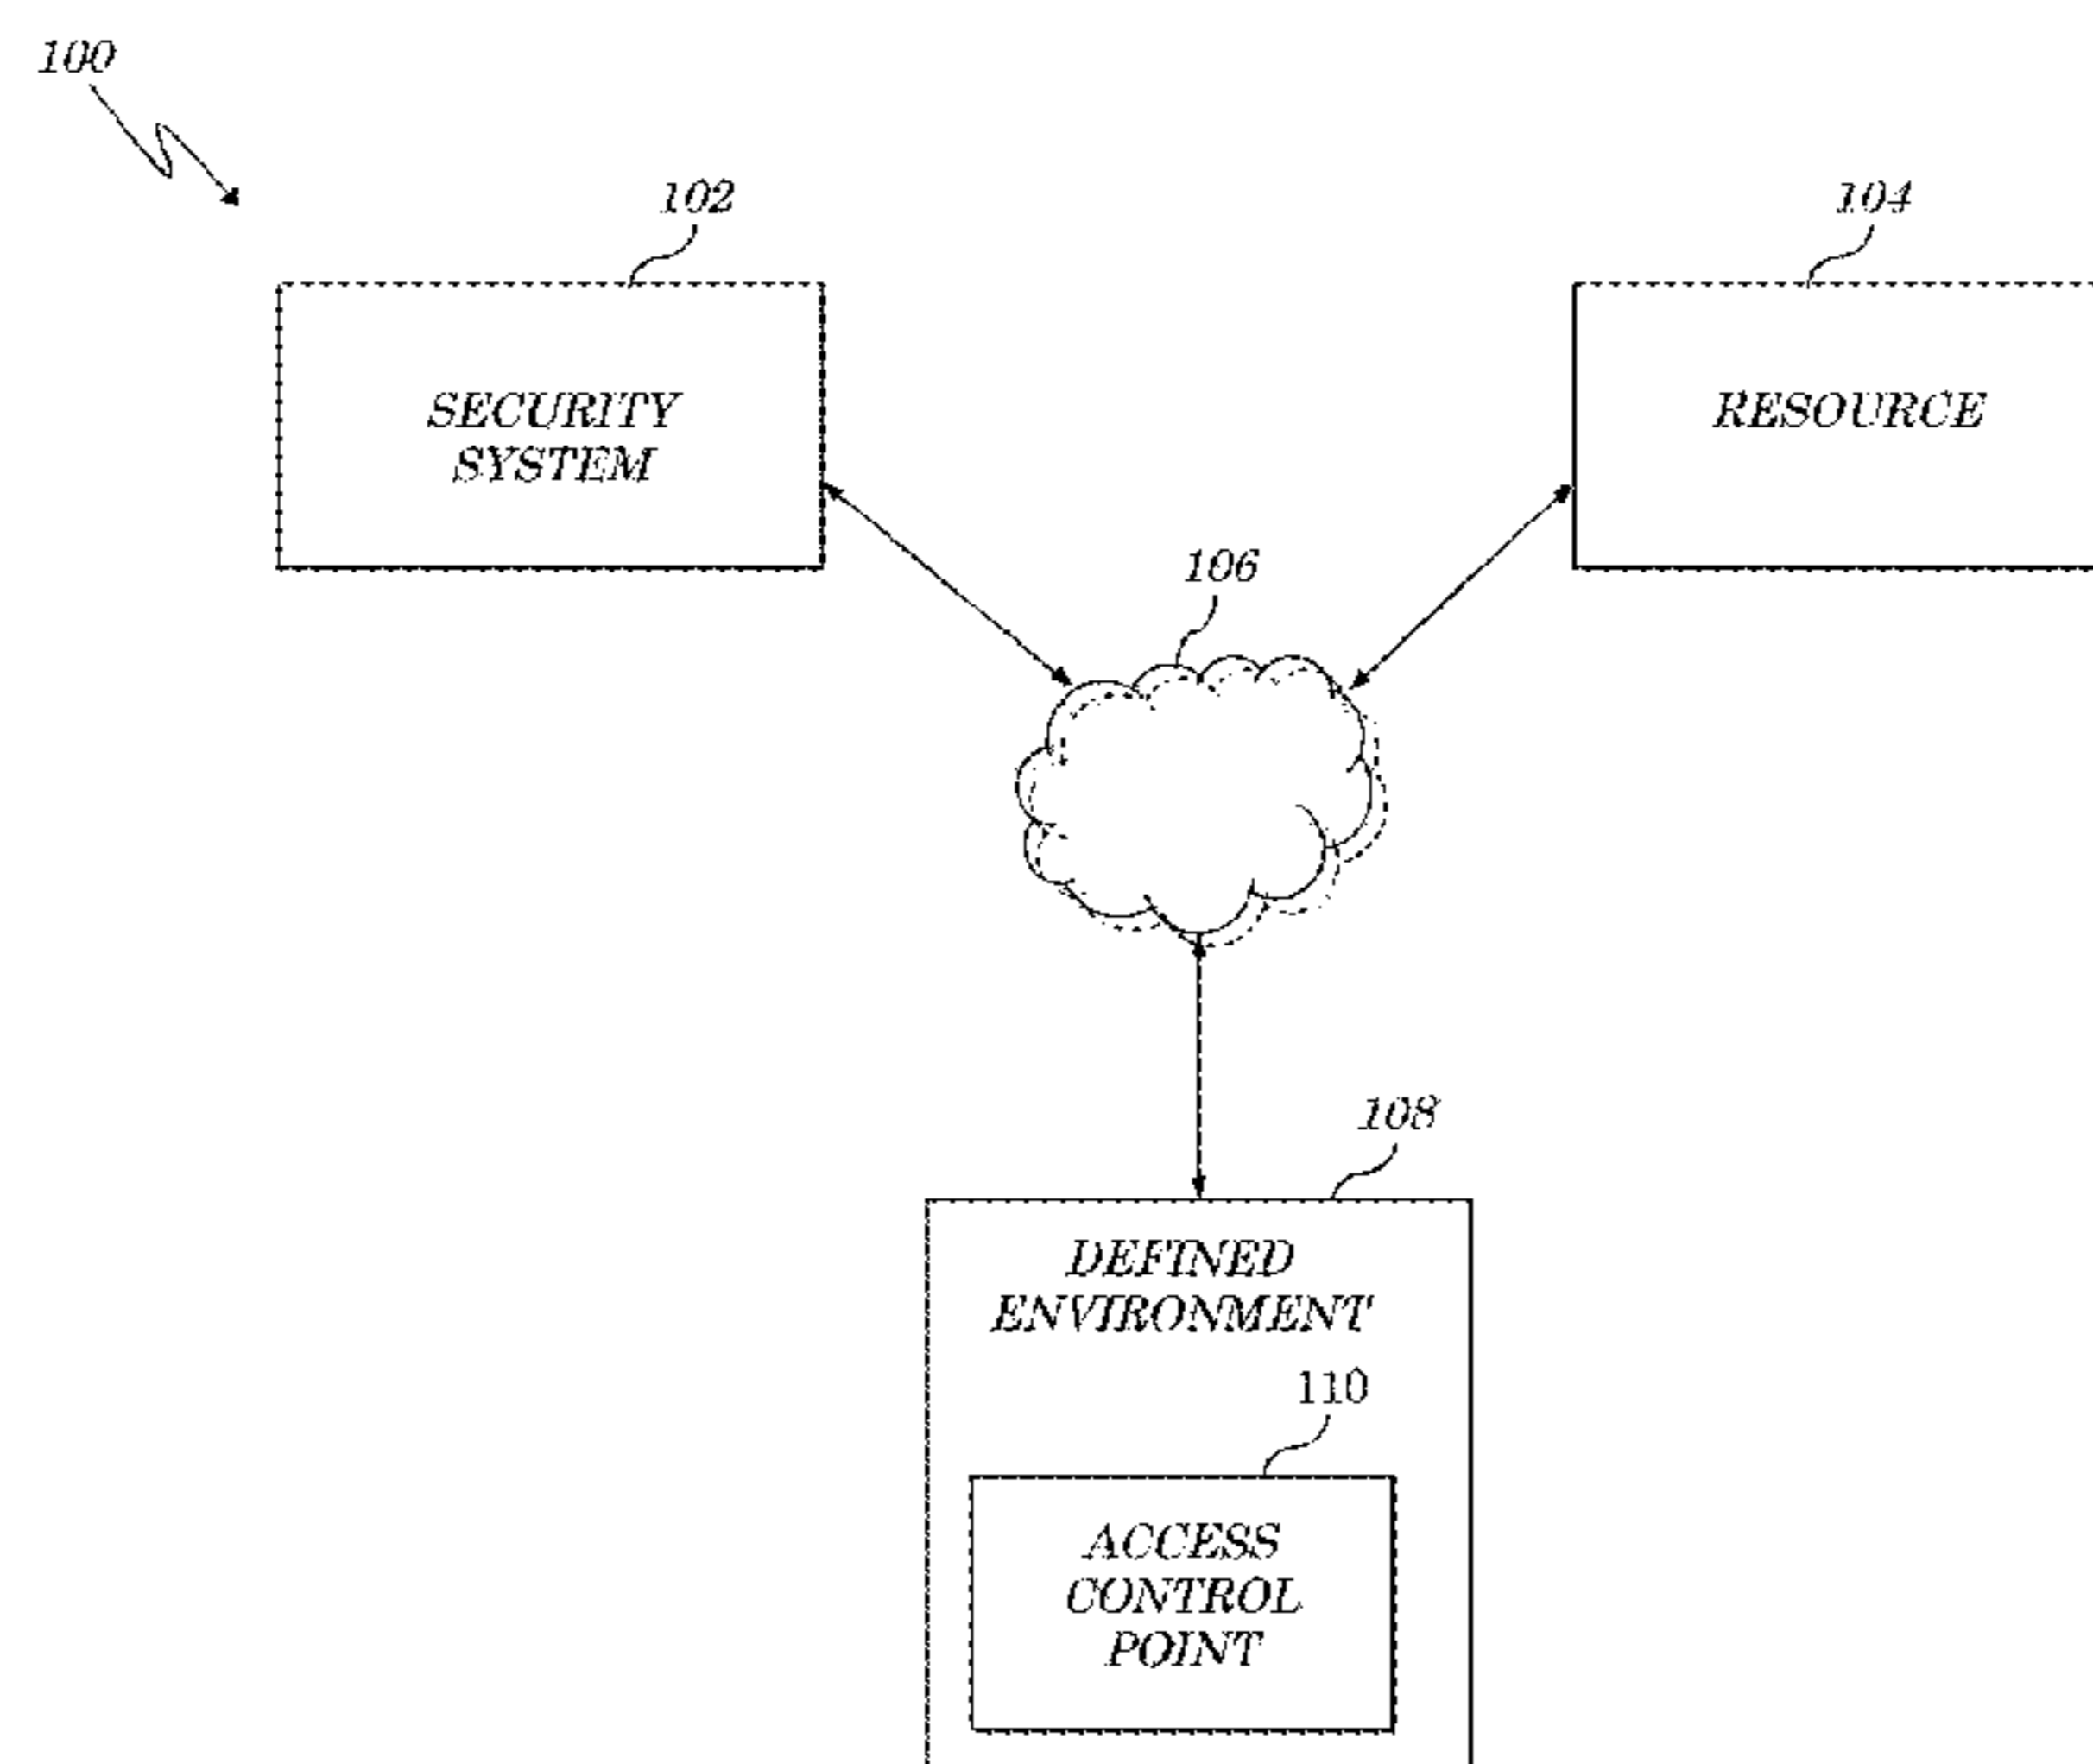 100
102
104
SECURITY
SYSTEM
RESOURCE
106
108
DEFINED
ENVIRONMENT
110
ACCESS
CONTROL
POINT